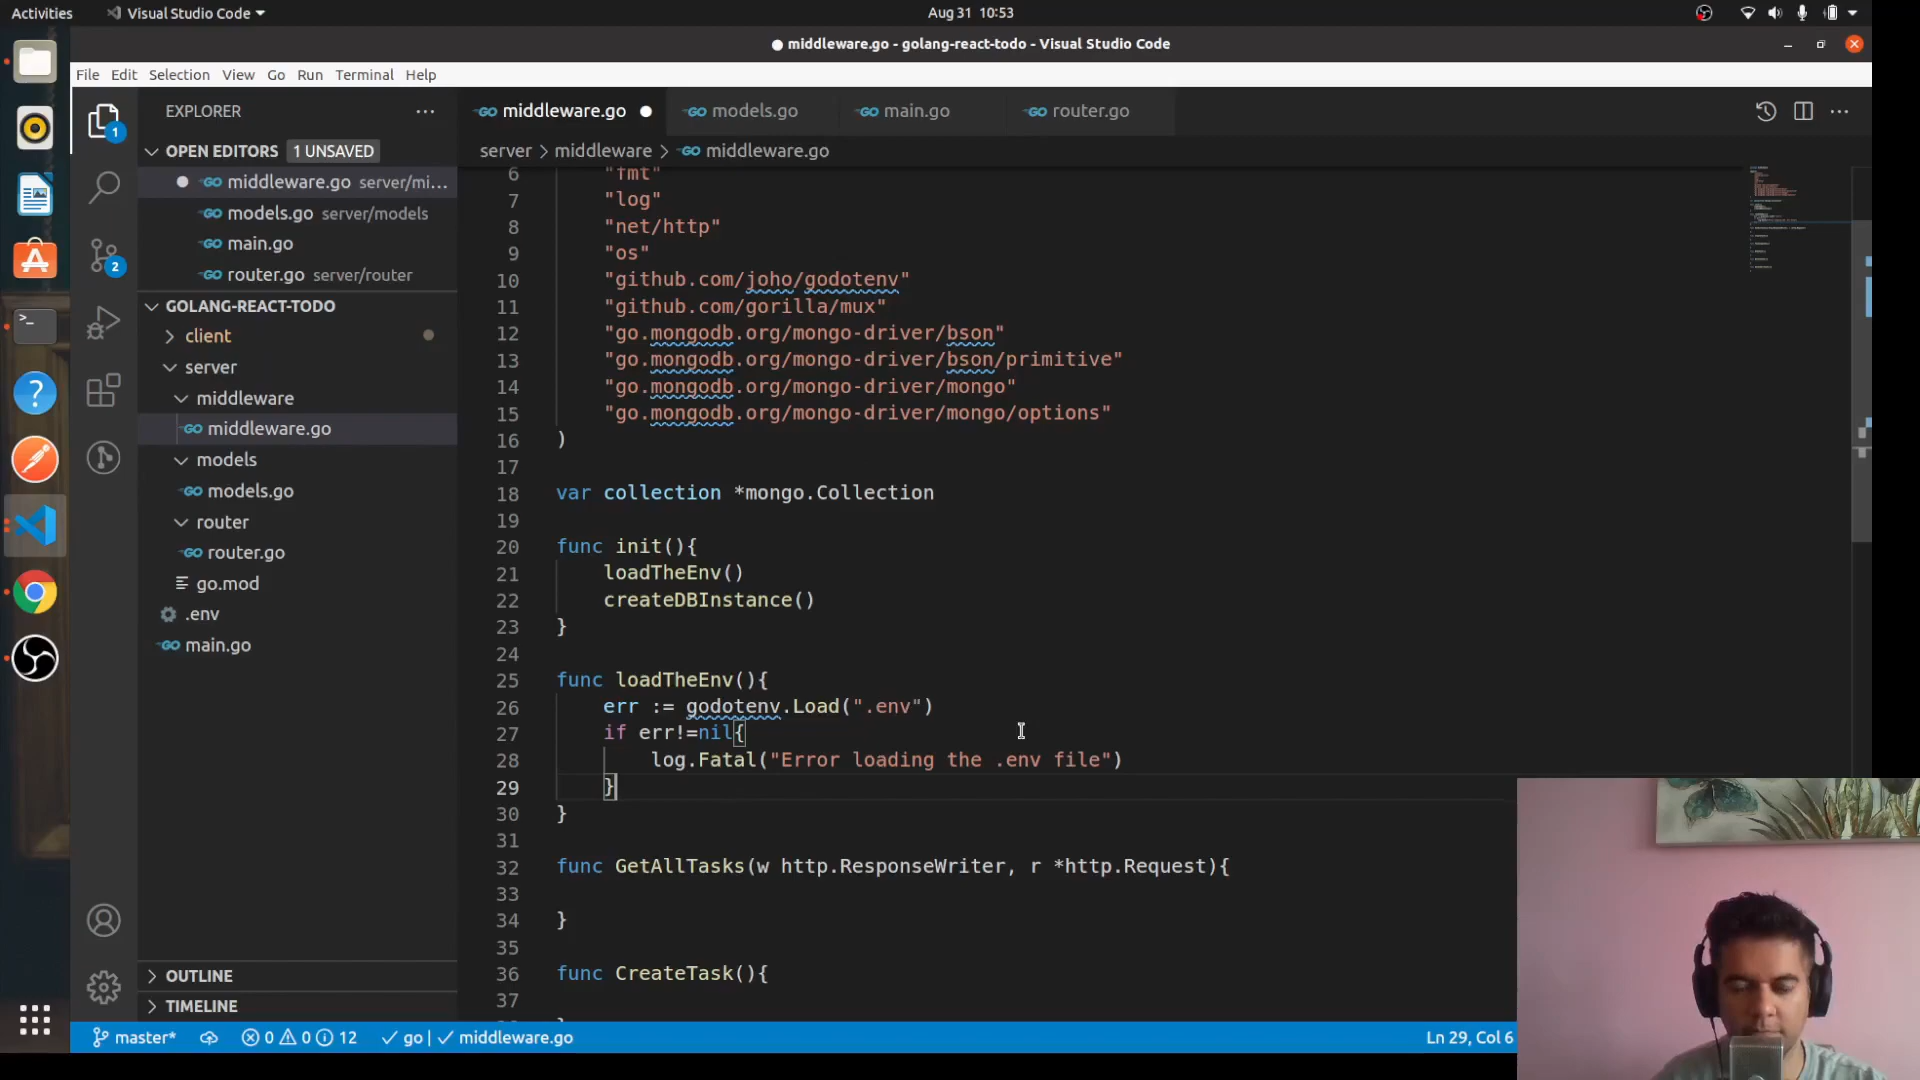 Activities
Visual Studio Code
Aug 31 10:53
middleware.go - golang-react-todo - Visual Studio Code
File Edit Selection View Go Run Terminal Help
EXPLORER
middleware.go
models.go
main.go
router.go
OPEN EDITORS 1 UNSAVED
server > middleware > middleware.go
middleware.go server/mi...
models.go server/models
main.go
router.go server/router
GOLANG-REACT-TODO
client
server
middleware
middleware.go
models
models.go
router
router.go
go.mod
.env
main.go
OUTLINE
TIMELINE
1
2
6 "fmt"
7 "log"
8 "net/http"
9 "os"
10 "github.com/joho/godotenv"
11 "github.com/gorilla/mux"
12 "go.mongodb.org/mongo-driver/bson"
13 "go.mongodb.org/mongo-driver/bson/primitive"
14 "go.mongodb.org/mongo-driver/mongo"
15 "go.mongodb.org/mongo-driver/mongo/options"
16 )
17
18 var collection *mongo.Collection
19
20 func init(){
21 loadTheEnv()
22 createDBInstance()
23 }
24
25 func loadTheEnv(){
26 err := godotenv.Load(".env")
27 if err!=nil{
28 log.Fatal("Error loading the .env file")
29 }
30 }
31
32 func GetAllTasks(w http.ResponseWriter, r *http.Request){
33
34 }
35
36 func CreateTask(){
37
master* 0 0 12 go middleware.go
Ln 29, Col 6